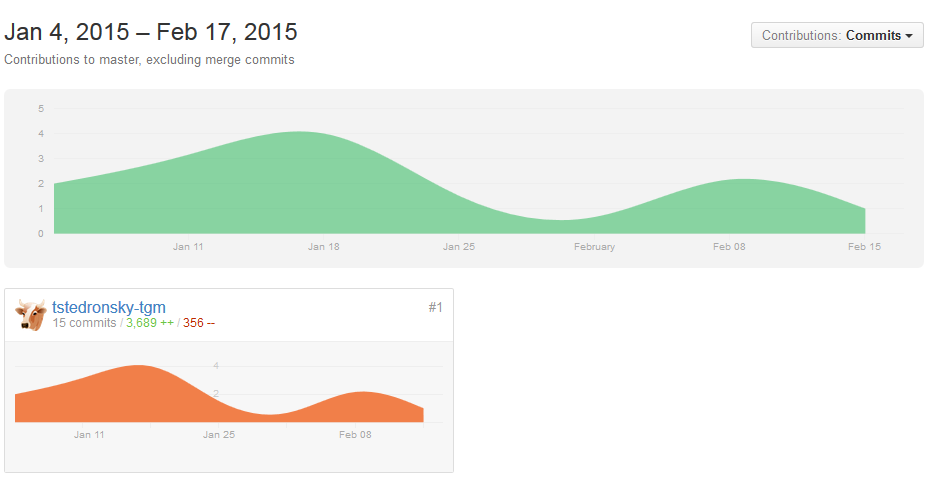 Jan 4, 2015 – Feb 17, 2015
Contributions: Commits
Contributions to master, excluding merge commits
5
4
3
2
1
0
Jan 11 Jan 18 Jan 25 February Feb 08 Feb 15
tstedronsky-tgm #1
15 commits / 3,689 ++ / 356 --
4
2
Jan 11 Jan 25 Feb 08